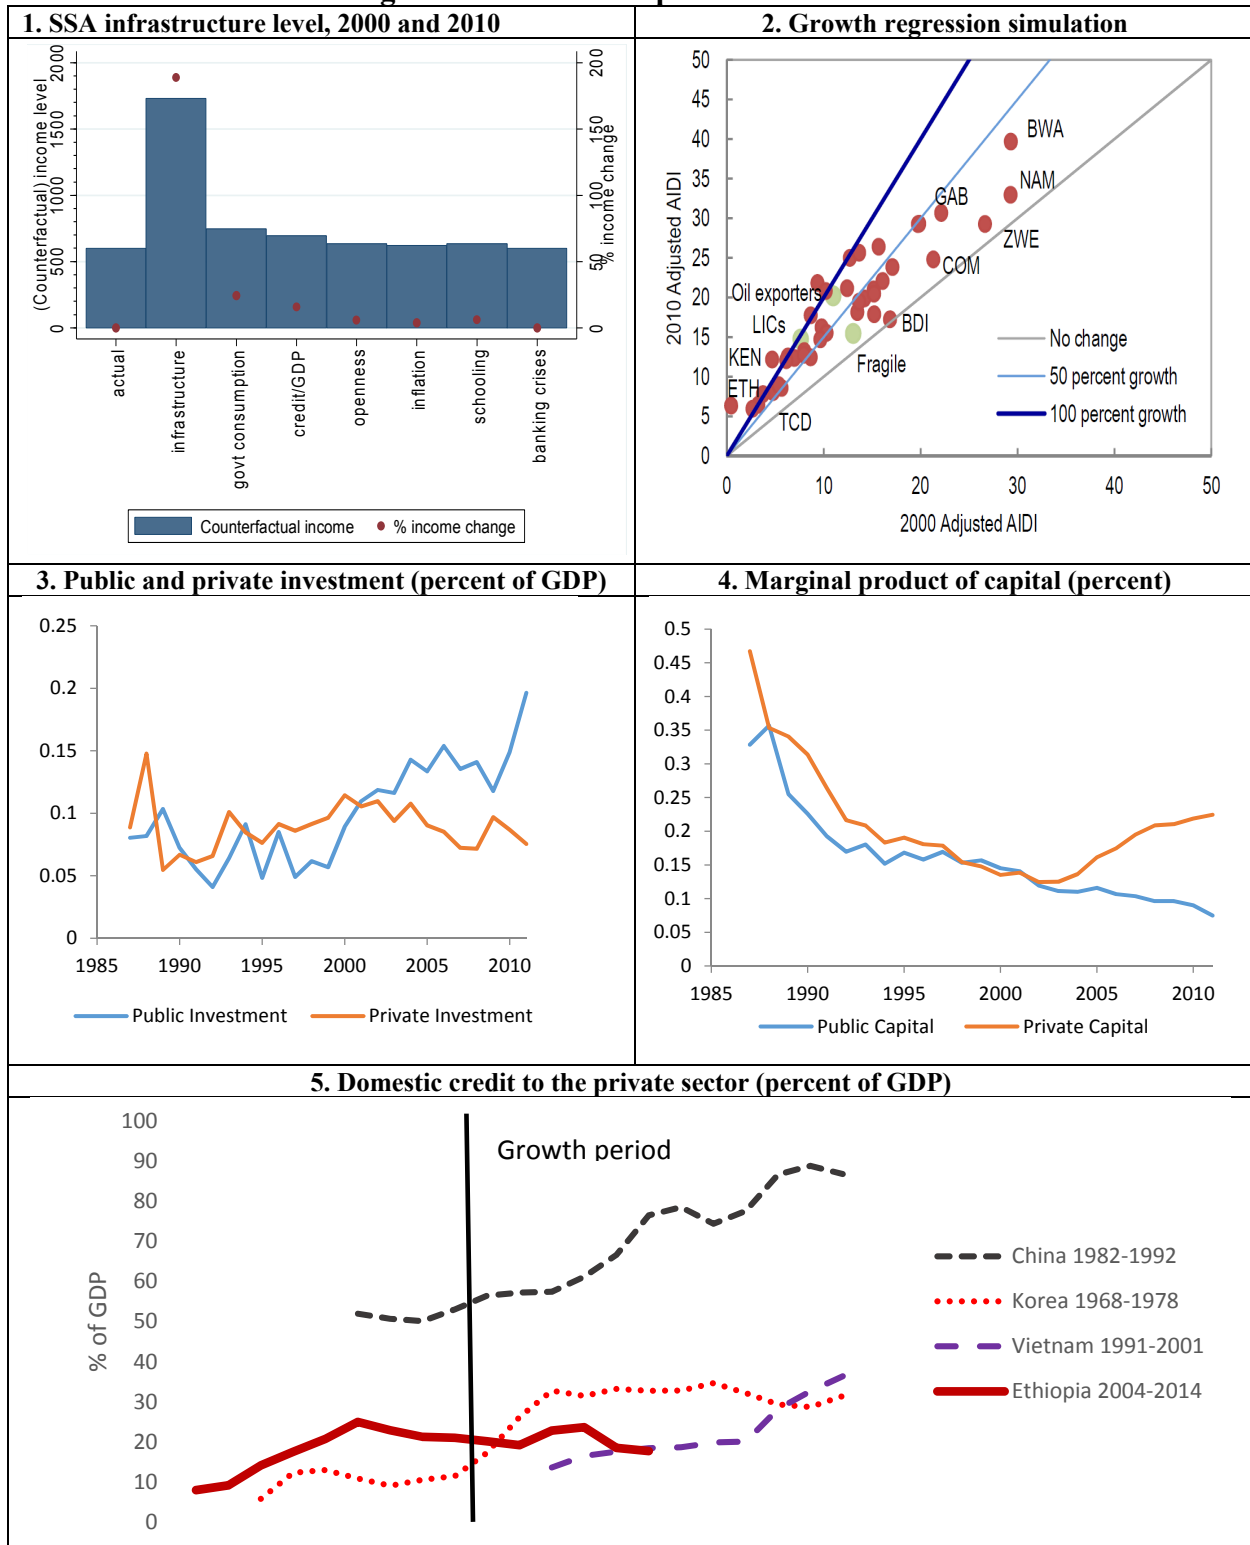 1. SSA infrastructure level, 2000 and 2010
2. Growth regression simulation
(Counterfactual) income level
2000
1500
1000
500
0
200
150
100
50
0
% income change
actual
infrastructure
govt consumption
credit/GDP
openness
inflation
schooling
banking crises
Counterfactual income
% income change
2010 Adjusted AIDI
50
45
40
35
30
25
20
15
10
5
0
BWA
NAM
GAB
ZWE
COM
Oil exporters
LICs
BDI
KEN
Fragile
ETH
TCD
No change
50 percent growth
100 percent growth
0 10 20 30 40 50
2000 Adjusted AIDI
3. Public and private investment (percent of GDP)
4. Marginal product of capital (percent)
0.25
0.2
0.15
0.1
0.05
0
1985 1990 1995 2000 2005 2010
Public Investment Private Investment
0.5
0.45
0.4
0.35
0.3
0.25
0.2
0.15
0.1
0.05
0
1985 1990 1995 2000 2005 2010
Public Capital Private Capital
5. Domestic credit to the private sector (percent of GDP)
% of GDP
100
90
80
70
60
50
40
30
20
10
0
Growth period
China 1982-1992
Korea 1968-1978
Vietnam 1991-2001
Ethiopia 2004-2014